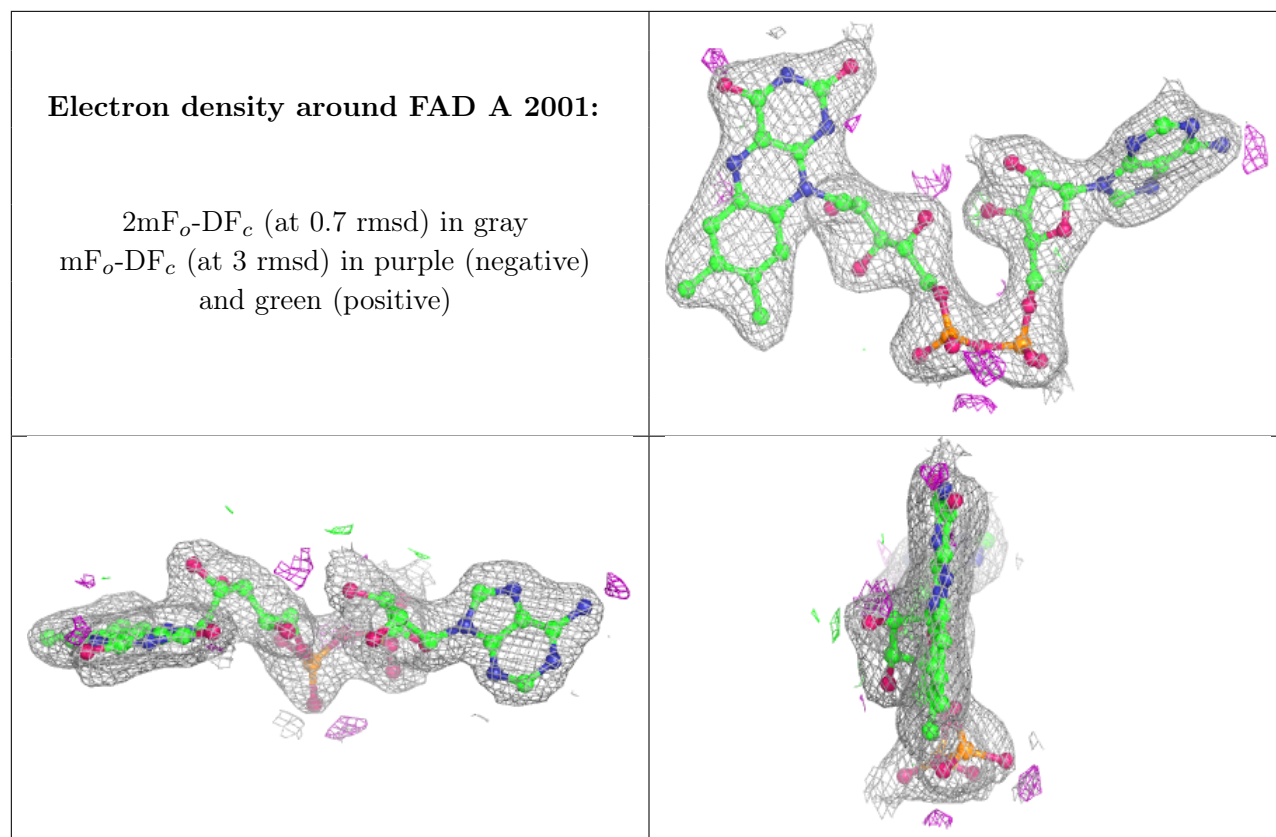 Electron density around FAD A 2001:
2mFo-DFc (at 0.7 rmsd) in gray
mFo-DFc (at 3 rmsd) in purple (negative)
and green (positive)